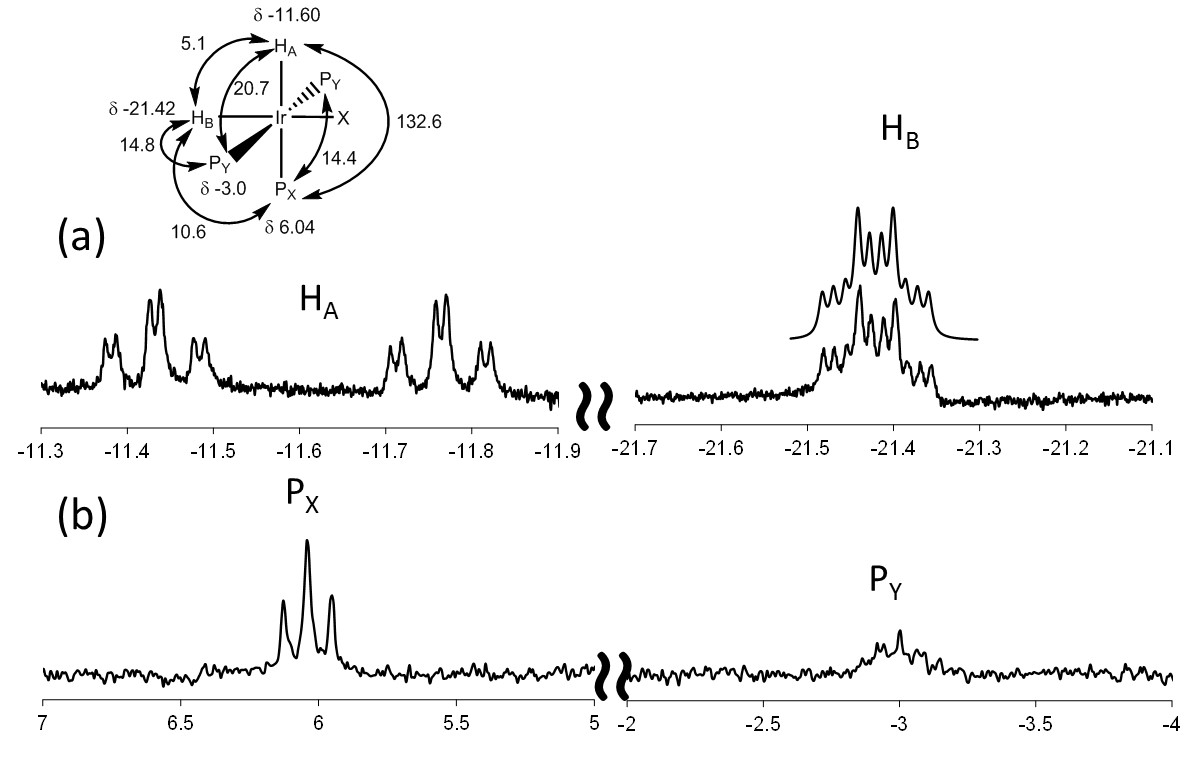 δ -11.60
5.1
H_A
P_Y
20.7
δ -21.42
H_B
Ir
X
132.6
14.8
P_Y
14.4
δ -3.0
P_X
10.6
δ 6.04
(a)
H_A
H_B
-11.3 -11.4 -11.5 -11.6 -11.7 -11.8 -11.9
-21.7 -21.6 -21.5 -21.4 -21.3 -21.2 -21.1
(b)
P_X
P_Y
7 6.5 6 5.5 5
-2 -2.5 -3 -3.5 -4